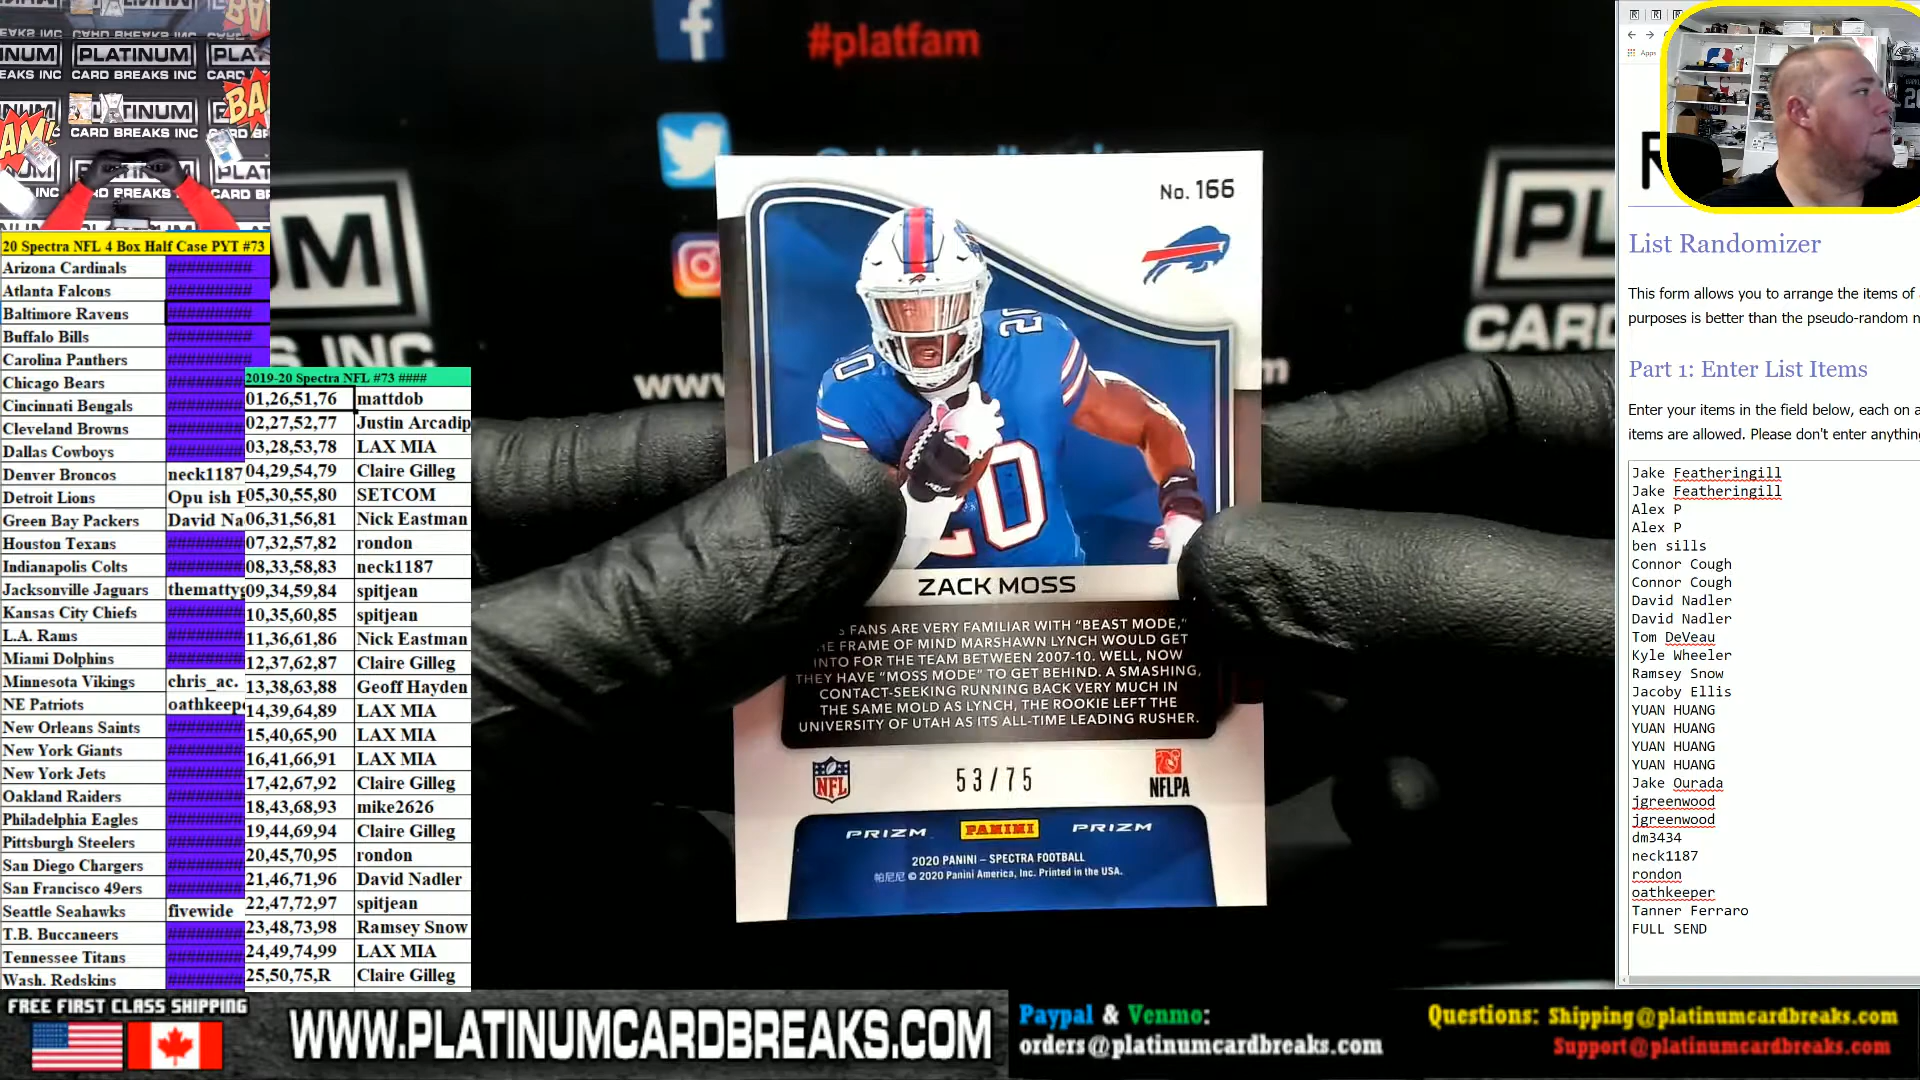 #platfam
PLATINUM
CARD BREAKS INC
20 Spectra NFL 4 Box Half Case PYT #73
Arizona Cardinals #########
Atlanta Falcons #########
Baltimore Ravens #########
Buffalo Bills #########
Carolina Panthers #########
Chicago Bears
Cincinnati Bengals
Cleveland Browns
Dallas Cowboys
Denver Broncos neck1187
Detroit Lions Opu ish
Green Bay Packers David Na
Houston Texans
Indianapolis Colts
Jacksonville Jaguars themattyg
Kansas City Chiefs
L.A. Rams
Miami Dolphins
Minnesota Vikings chris_ac.
NE Patriots oathkeep
New Orleans Saints
New York Giants
New York Jets
Oakland Raiders
Philadelphia Eagles
Pittsburgh Steelers
San Diego Chargers
San Francisco 49ers
Seattle Seahawks fivewide
T.B. Buccaneers
Tennessee Titans
Wash. Redskins
2019-20 Spectra NFL #73 ####
01,26,51,76 mattdob
02,27,52,77 Justin Arcadip
03,28,53,78 LAX MIA
04,29,54,79 Claire Gilleg
05,30,55,80 SETCOM
06,31,56,81 Nick Eastman
07,32,57,82 rondon
08,33,58,83 neck1187
09,34,59,84 spitjean
10,35,60,85 spitjean
11,36,61,86 Nick Eastman
12,37,62,87 Claire Gilleg
13,38,63,88 Geoff Hayden
14,39,64,89 LAX MIA
15,40,65,90 LAX MIA
16,41,66,91 LAX MIA
17,42,67,92 Claire Gilleg
18,43,68,93 mike2626
19,44,69,94 Claire Gilleg
20,45,70,95 rondon
21,46,71,96 David Nadler
22,47,72,97 spitjean
23,48,73,98 Ramsey Snow
24,49,74,99 LAX MIA
25,50,75,R Claire Gilleg
No. 166
20
20
ZACK MOSS
FANS ARE VERY FAMILIAR WITH "BEAST MODE,"
FRAME OF MIND MARSHAWN LYNCH WOULD GET
INTO FOR THE TEAM BETWEEN 2007-10. WELL, NOW
THEY HAVE "MOSS MODE" TO GET BEHIND. A SMASHING,
CONTACT-SEEKING RUNNING BACK VERY MUCH IN
THE SAME MOLD AS LYNCH, THE ROOKIE LEFT THE
UNIVERSITY OF UTAH AS ITS ALL-TIME LEADING RUSHER.
NFL 53/75 NFLPA
PRIZM PANINI PRIZM
2020 PANINI – SPECTRA FOOTBALL
帕尼尼 © 2020 Panini America, Inc. Printed in the USA.
Apps
List Randomizer
This form allows you to arrange the items of
purposes is better than the pseudo-random
Part 1: Enter List Items
Enter your items in the field below, each on a
items are allowed. Please don't enter anything
Jake Featheringill
Jake Featheringill
Alex P
Alex P
ben sills
Connor Cough
Connor Cough
David Nadler
David Nadler
Tom DeVeau
Kyle Wheeler
Ramsey Snow
Jacoby Ellis
YUAN HUANG
YUAN HUANG
YUAN HUANG
YUAN HUANG
Jake Ourada
jgreenwood
jgreenwood
dm3434
neck1187
rondon
oathkeeper
Tanner Ferraro
FULL SEND
FREE FIRST CLASS SHIPPING
WWW.PLATINUMCARDBREAKS.COM
Paypal & Venmo:
orders@platinumcardbreaks.com
Questions: Shipping@platinumcardbreaks.com
Support@platinumcardbreaks.com